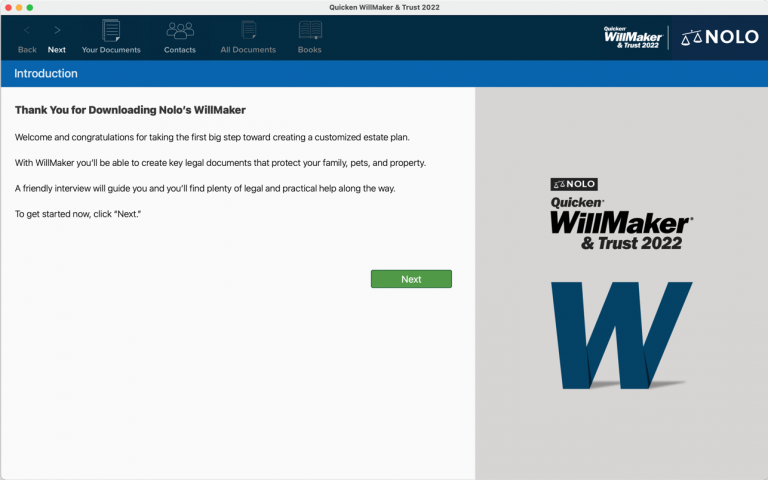 Quicken WillMaker & Trust 2022
Back Next Your Documents Contacts All Documents Books
Quicken
WillMaker
& Trust 2022
NOLO
Introduction
Thank You for Downloading Nolo's WillMaker
Welcome and congratulations for taking the first big step toward creating a customized estate plan.
With WillMaker you'll be able to create key legal documents that protect your family, pets, and property.
A friendly interview will guide you and you'll find plenty of legal and practical help along the way.
To get started now, click “Next.”
Next
NOLO
Quicken®
WillMaker®
& Trust 2022
W